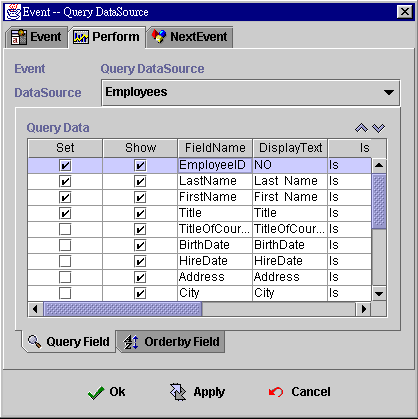 Event -- Query DataSource
Event Perform NextEvent
Event Query DataSource
DataSource Employees
Query Data
Set Show FieldName DisplayText Is
EmployeeID NO Is
LastName Last Name Is
FirstName First Name Is
Title Title Is
TitleOfCour... TitleOfCour... Is
BirthDate BirthDate Is
HireDate HireDate Is
Address Address Is
City City Is
Query Field Orderby Field
Ok Apply Cancel